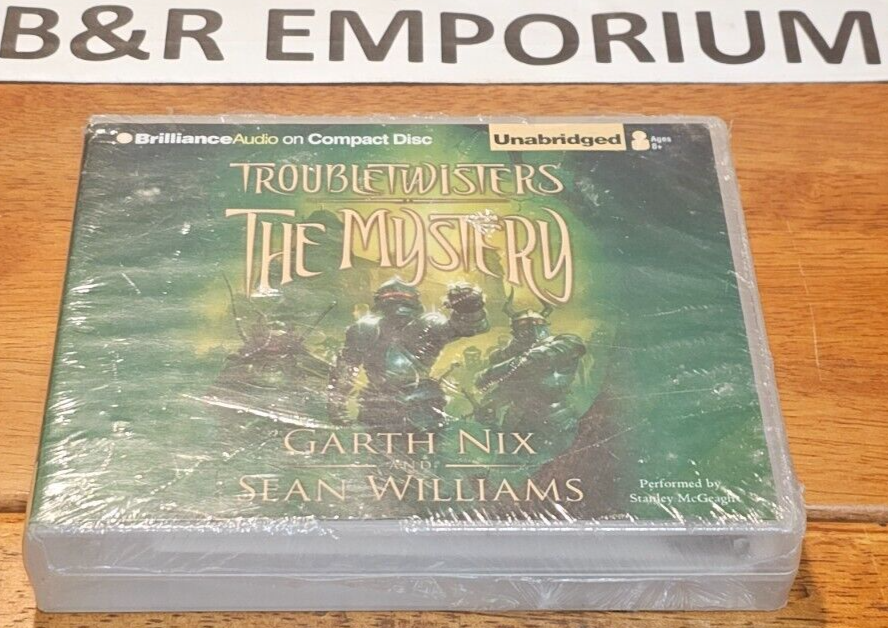 B&R EMPORIUM
BrillianceAudio on Compact Disc
Unabridged
Ages
8+
TROUBLETWISTERS
THE MYSTERY
GARTH NIX
AND
SEAN WILLIAMS
Performed by
Stanley McGeagh